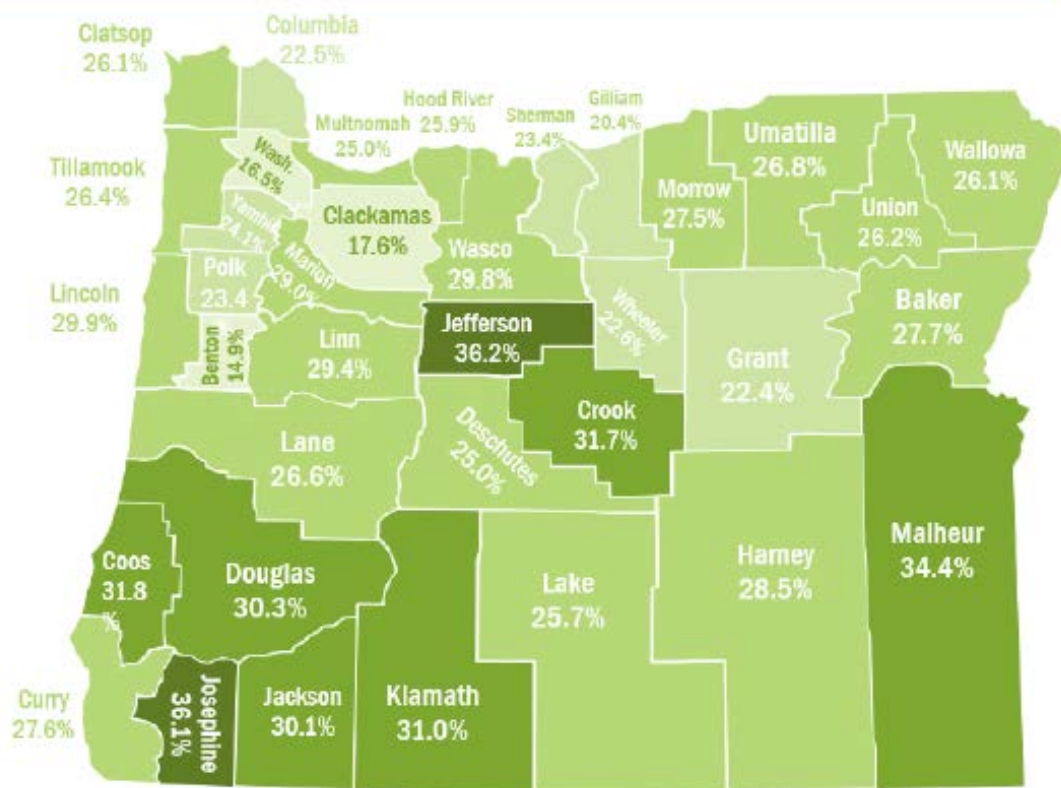 Clatsop
26.1%
Columbia
22.5%
Multnomah
25.0%
Hood River
25.9%
Sherman
23.4%
Gilliam
20.4%
Umatilla
26.8%
Wallowa
26.1%
Tillamook
26.4%
Wash.
16.5%
Morrow
27.5%
Union
26.2%
Yamhill
24.1%
Clackamas
17.6%
Marion
29.0%
Wasco
29.8%
Lincoln
29.9%
Polk
23.4
Baker
27.7%
Jefferson
36.2%
Wheeler
22.6%
Benton
14.9%
Linn
29.4%
Grant
22.4%
Crook
31.7%
Lane
26.6%
Deschutes
25.0%
Malheur
34.4%
Coos
31.8
%
Douglas
30.3%
Lake
25.7%
Harney
28.5%
Curry
27.6%
Josephine
36.1%
Jackson
30.1%
Klamath
31.0%